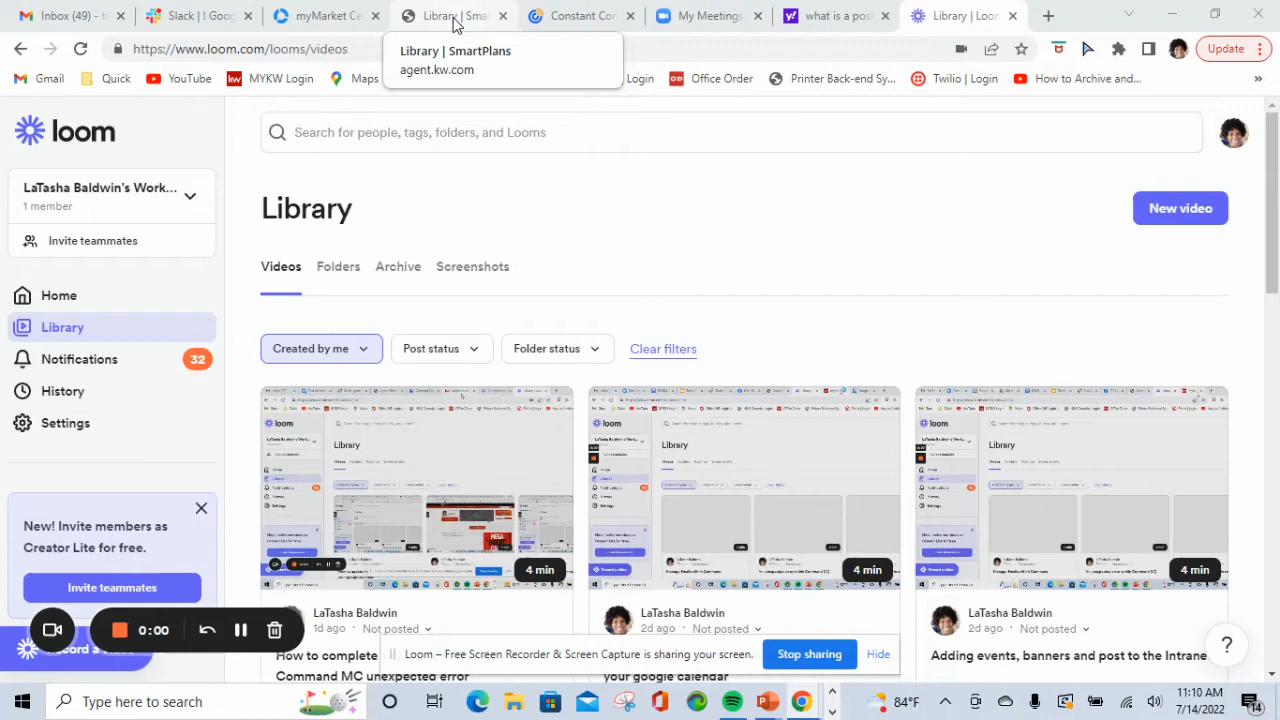 Inbox (49) -
Slack | ! Goog
myMarket Ce
Library | Smar
Constant Con
My Meetings
what is a post
Library | Loom
https://www.loom.com/looms/videos
Library | SmartPlans
agent.kw.com
Update
Gmail
Quick
YouTube
MYKW Login
Maps
Login
Office Order
Printer Back-end Sy...
Twilio | Login
How to Archive and...
loom
Search for people, tags, folders, and Looms
LaTasha Baldwin's Work...
1 member
Invite teammates
Library
New video
Videos
Folders
Archive
Screenshots
Home
Library
Notifications
32
History
Settings
Created by me
Post status
Folder status
Clear filters
New! Invite members as
Creator Lite for free.
Invite teammates
4 min
4 min
4 min
0:00
LaTasha Baldwin
1d ago · Not posted
LaTasha Baldwin
2d ago · Not posted
LaTasha Baldwin
2d ago · Not posted
How to complete
Command MC unexpected error
your google calendar
Adding events, banners and post to the Intrane
Loom – Free Screen Recorder & Screen Capture is sharing your screen.
Stop sharing
Hide
Type here to search
84°F
11:10 AM
7/14/2022